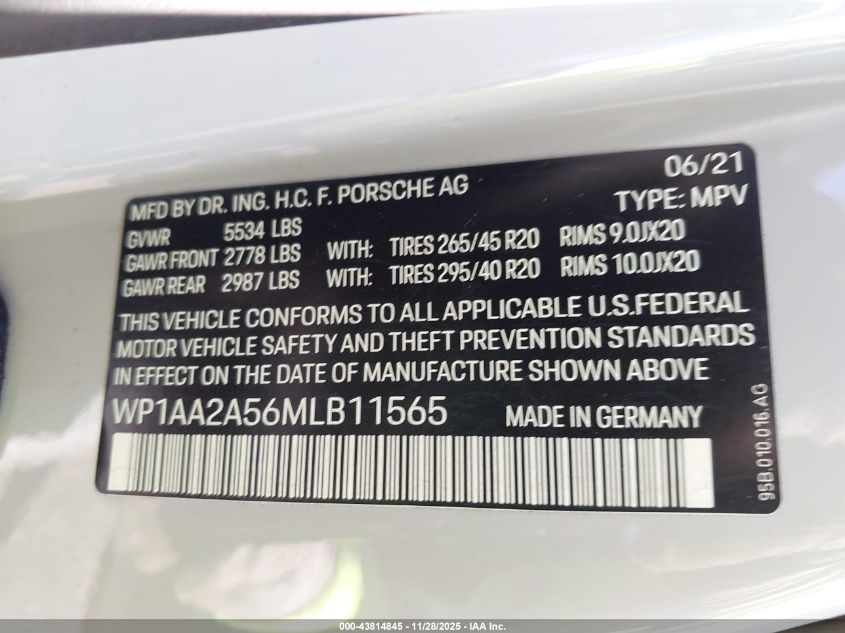 06/21
MFD BY DR. ING. H.C. F. PORSCHE AG TYPE: MPV
GVWR 5534 LBS
GAWR FRONT 2778 LBS WITH: TIRES 265/45 R20 RIMS 9.0JX20
GAWR REAR 2987 LBS WITH: TIRES 295/40 R20 RIMS 10.0JX20
THIS VEHICLE CONFORMS TO ALL APPLICABLE U.S.FEDERAL
MOTOR VEHICLE SAFETY AND THEFT PREVENTION STANDARDS
IN EFFECT ON THE DATE OF MANUFACTURE SHOWN ABOVE
WP1AA2A56MLB11565 MADE IN GERMANY
95B.010.016.AG
000-43814845 - 11/28/2025 - IAA Inc.